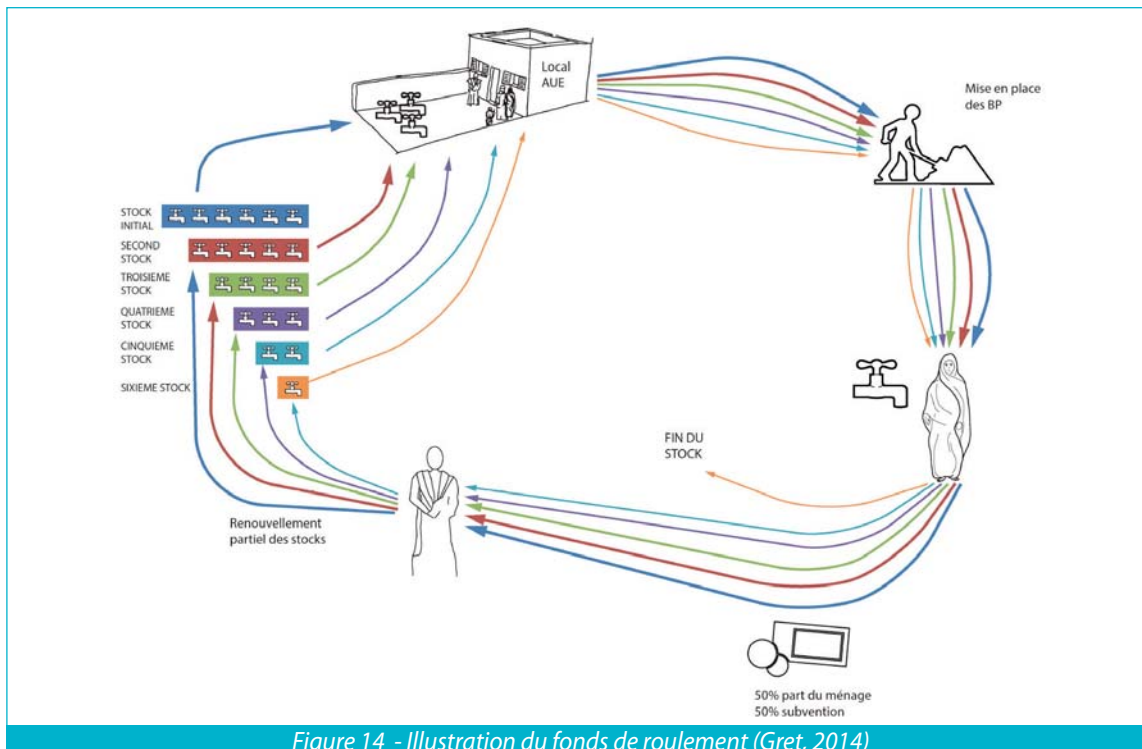 Local
AUE
Mise en place
des BP
STOCK
INITIAL
SECOND
STOCK
TROISIEME
STOCK
QUATRIEME
STOCK
CINQUIEME
STOCK
SIXIEME STOCK
FIN DU
STOCK
Renouvellement
partiel des stocks
50% part du ménage
50% subvention
Figure 14 - Illustration du fonds de roulement (Gret, 2014)